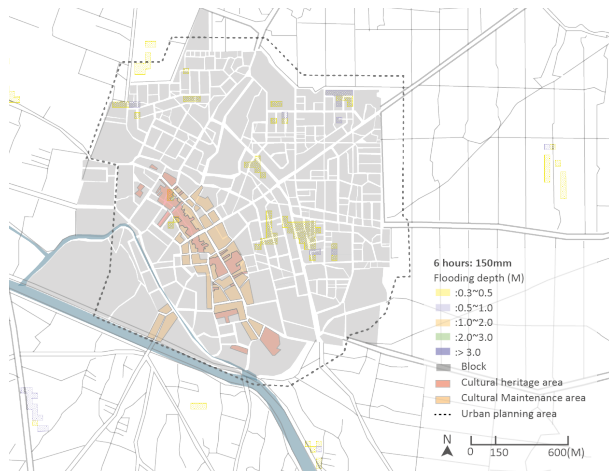 6 hours: 150mm
Flooding depth (M)
:0.3~0.5
:0.5~1.0
:1.0~2.0
:2.0~3.0
:> 3.0
:Block
Cultural heritage area
Cultural Maintenance area
Urban planning area
N
0 150 600(M)